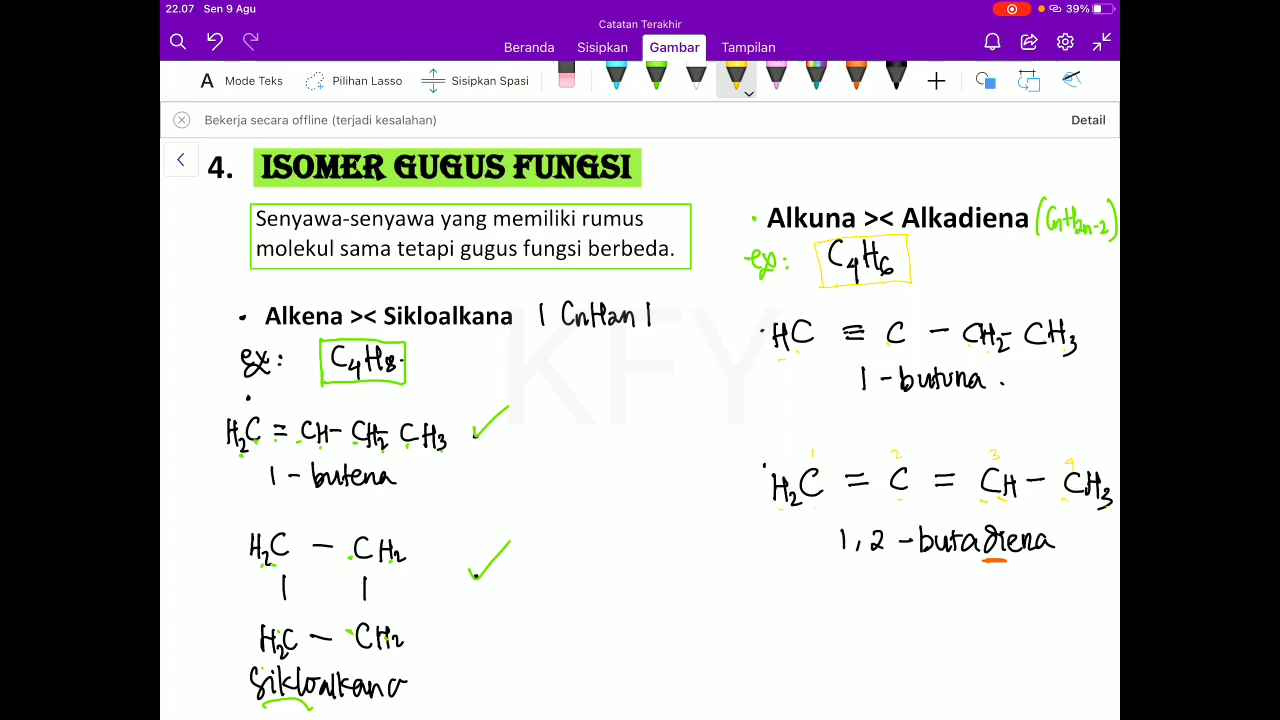 22.07 Sen 9 Agu
39%
Catatan Terakhir
Beranda Sisipkan Gambar Tampilan
A Mode Teks Pilihan Lasso Sisipkan Spasi
Bekerja secara offline (terjadi kesalahan) Detail
4. ISOMER GUGUS FUNGSI
Senyawa-senyawa yang memiliki rumus
molekul sama tetapi gugus fungsi berbeda.
• Alkena >< Sikloalkana | CnH2n |
ex: C4H8
H2C = CH - CH2 - CH3
1 - butena
H2C - CH2
| |
H2C - CH2
Sikloalkana
• Alkuna >< Alkadiena (CnH2n-2)
ex: C4H6
HC ≡ C - CH2 - CH3
1 - butuna .
1 2 3 4
H2C = C = CH - CH3
1,2 - butadiena
KFY